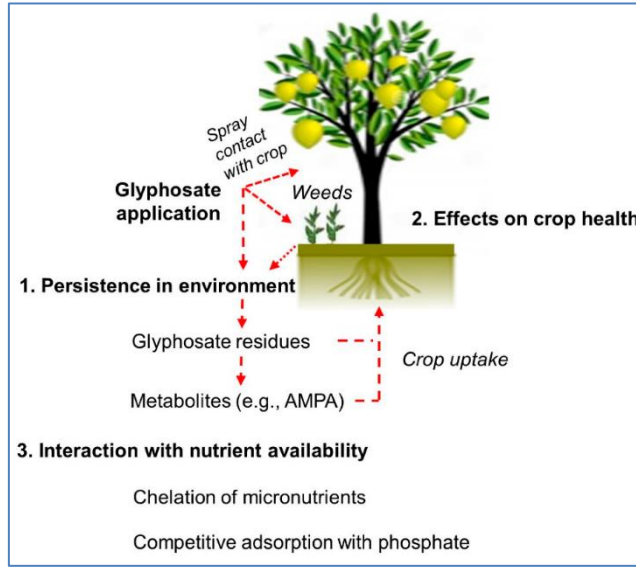 Spray
contact
with crop
Glyphosate
application
Weeds
2. Effects on crop health
1. Persistence in environment
Glyphosate residues
Crop uptake
Metabolites (e.g., AMPA)
3. Interaction with nutrient availability
Chelation of micronutrients
Competitive adsorption with phosphate